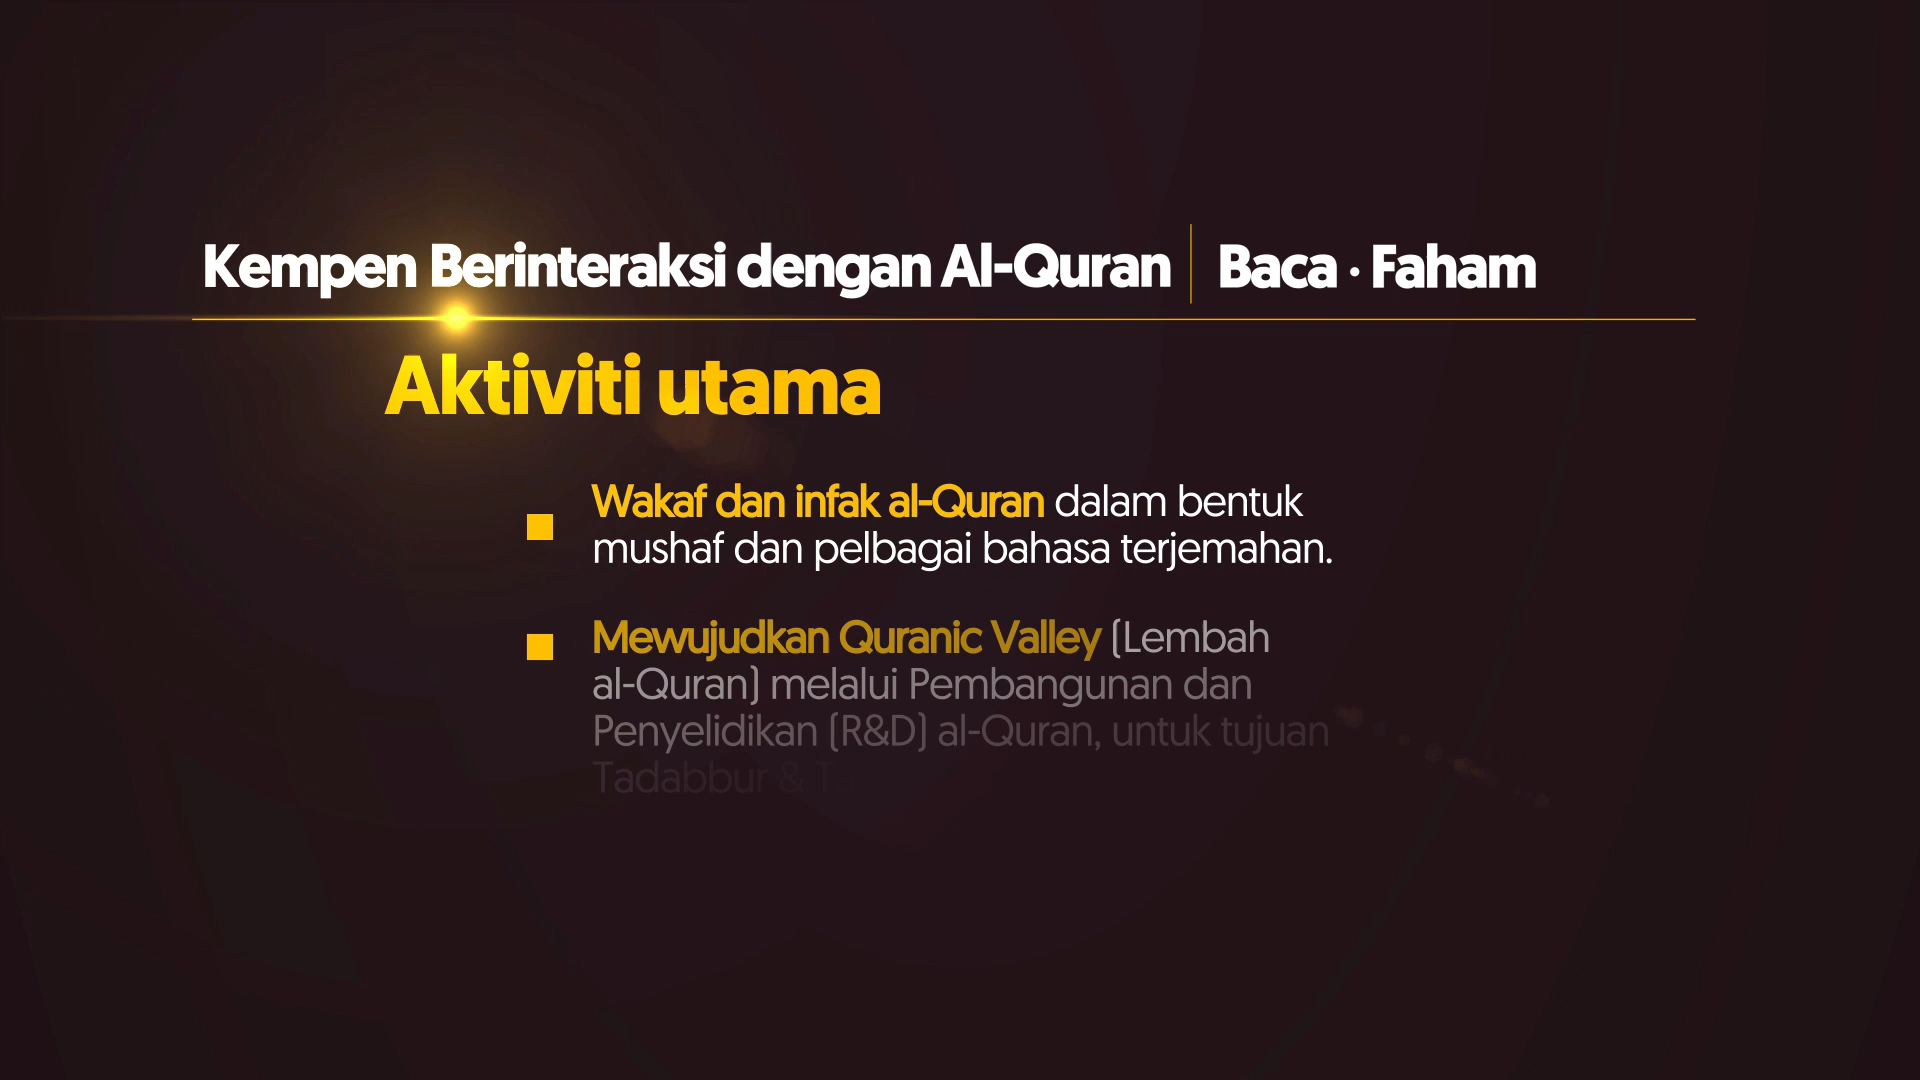 Kempen Berinteraksi dengan Al-Quran | Baca · Faham
Aktiviti utama
■ Wakaf dan infak al-Quran dalam bentuk
mushaf dan pelbagai bahasa terjemahan.
■ Mewujudkan Quranic Valley (Lembah
al-Quran) melalui Pembangunan dan
Penyelidikan (R&D) al-Quran, untuk tujuan
Tadabbur &